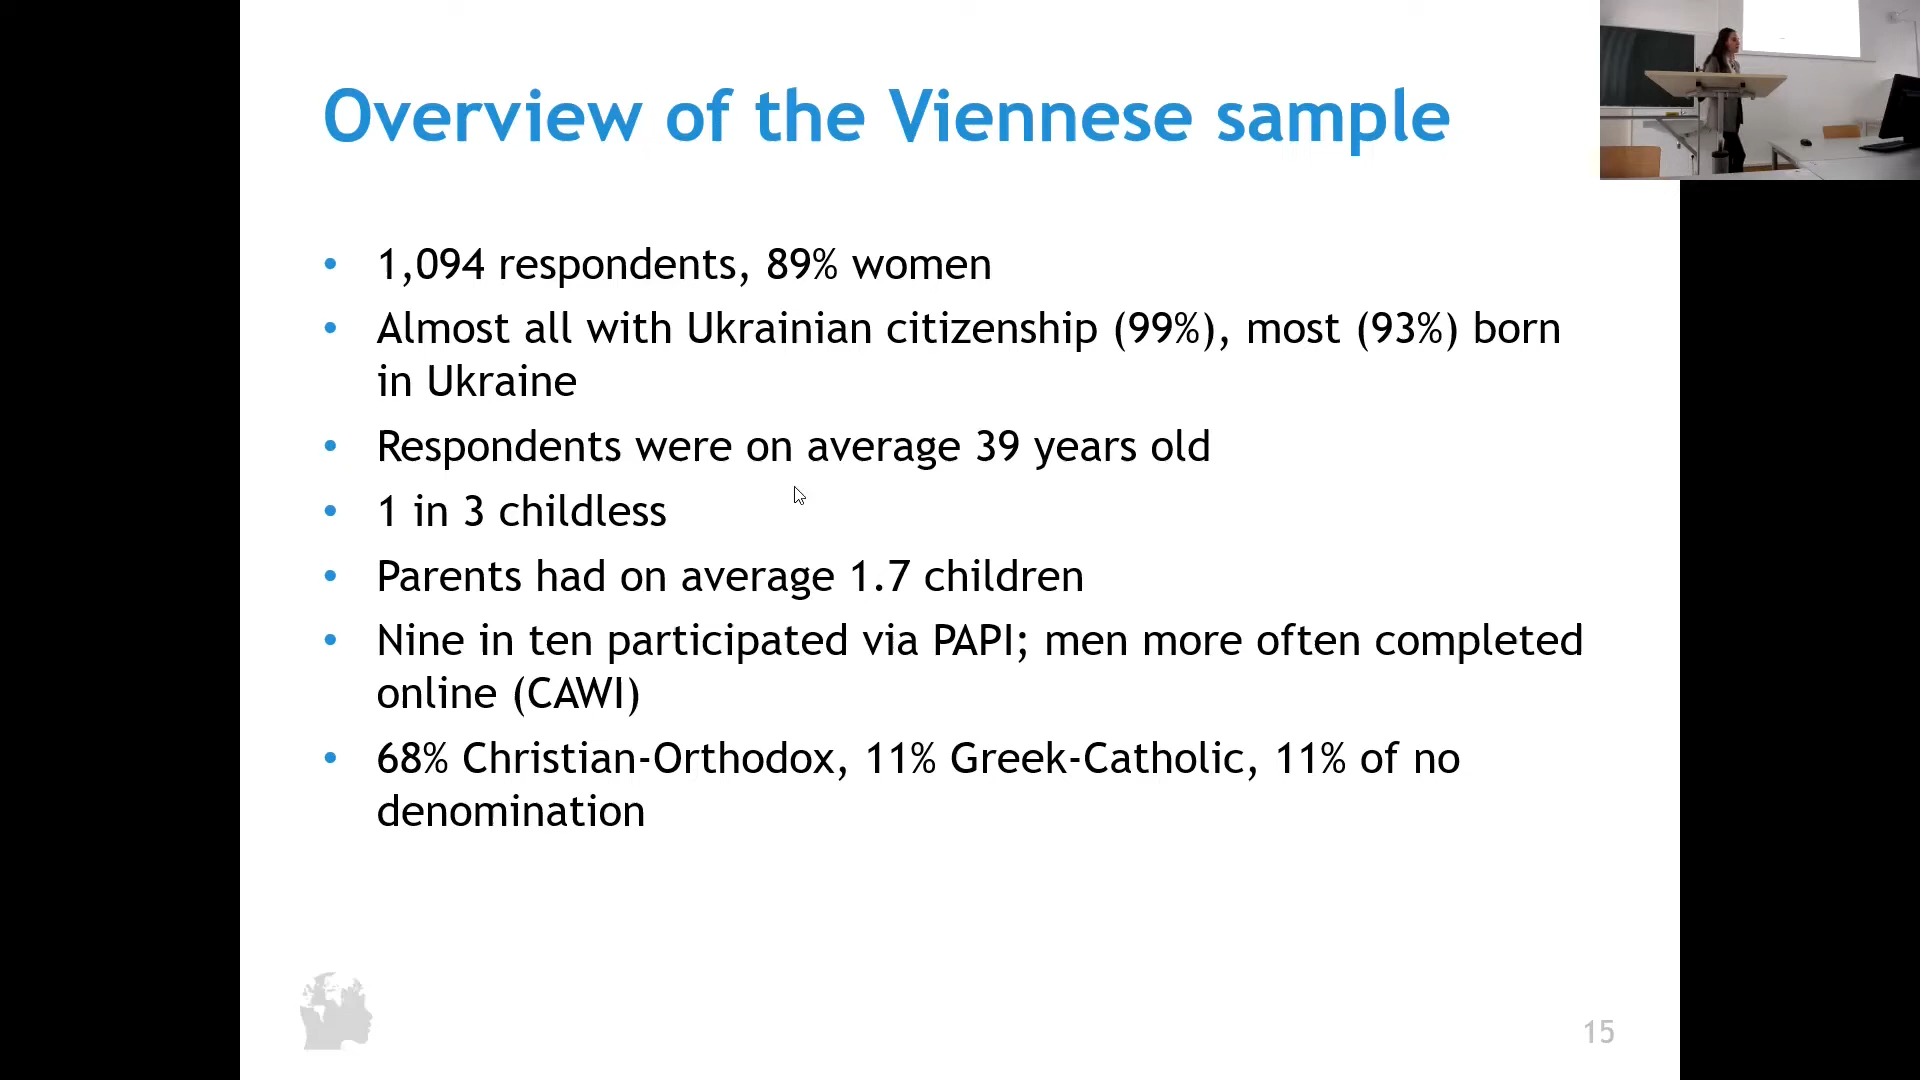 Overview of the Viennese sample
• 1,094 respondents, 89% women
• Almost all with Ukrainian citizenship (99%), most (93%) born
in Ukraine
• Respondents were on average 39 years old
• 1 in 3 childless
• Parents had on average 1.7 children
• Nine in ten participated via PAPI; men more often completed
online (CAWI)
• 68% Christian-Orthodox, 11% Greek-Catholic, 11% of no
denomination
15